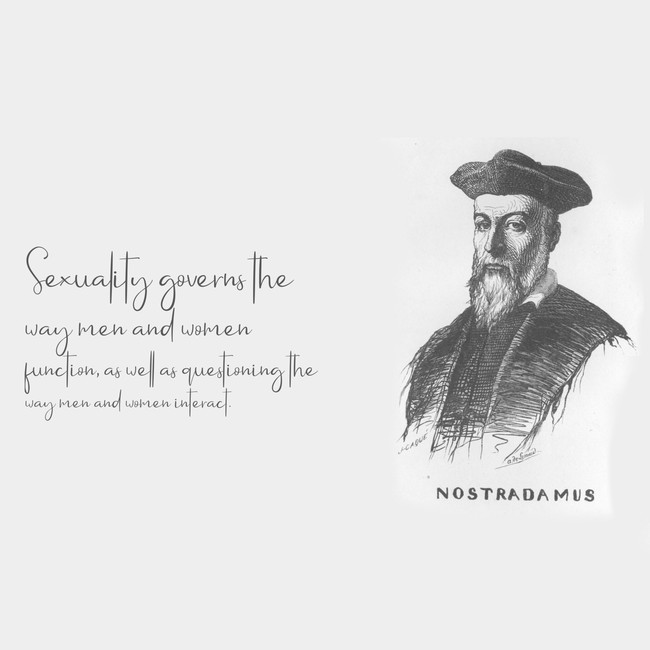 Sexuality governs the
way men and women
function, as well as questioning the
way men and women interact.
NOSTRADAMUS